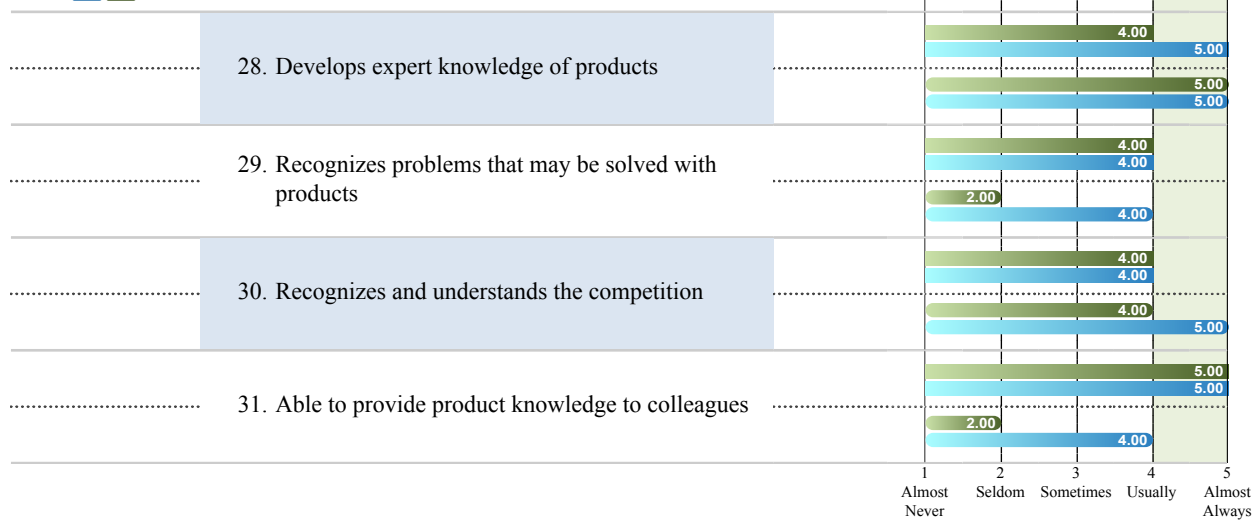 4.00
5.00
28. Develops expert knowledge of products
5.00
5.00
4.00
29. Recognizes problems that may be solved with
4.00
products
2.00
4.00
4.00
4.00
30. Recognizes and understands the competition
4.00
5.00
5.00
5.00
31. Able to provide product knowledge to colleagues
2.00
4.00
1 2 3 4 5
Almost Seldom Sometimes Usually Almost
Never Always